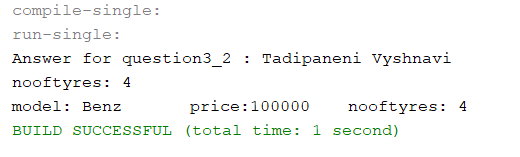 compile-single:
run-single:
Answer for question3_2 : Tadipaneni Vyshnavi
nooftyres: 4
model: Benz       price:100000    nooftyres: 4
BUILD SUCCESSFUL (total time: 1 second)